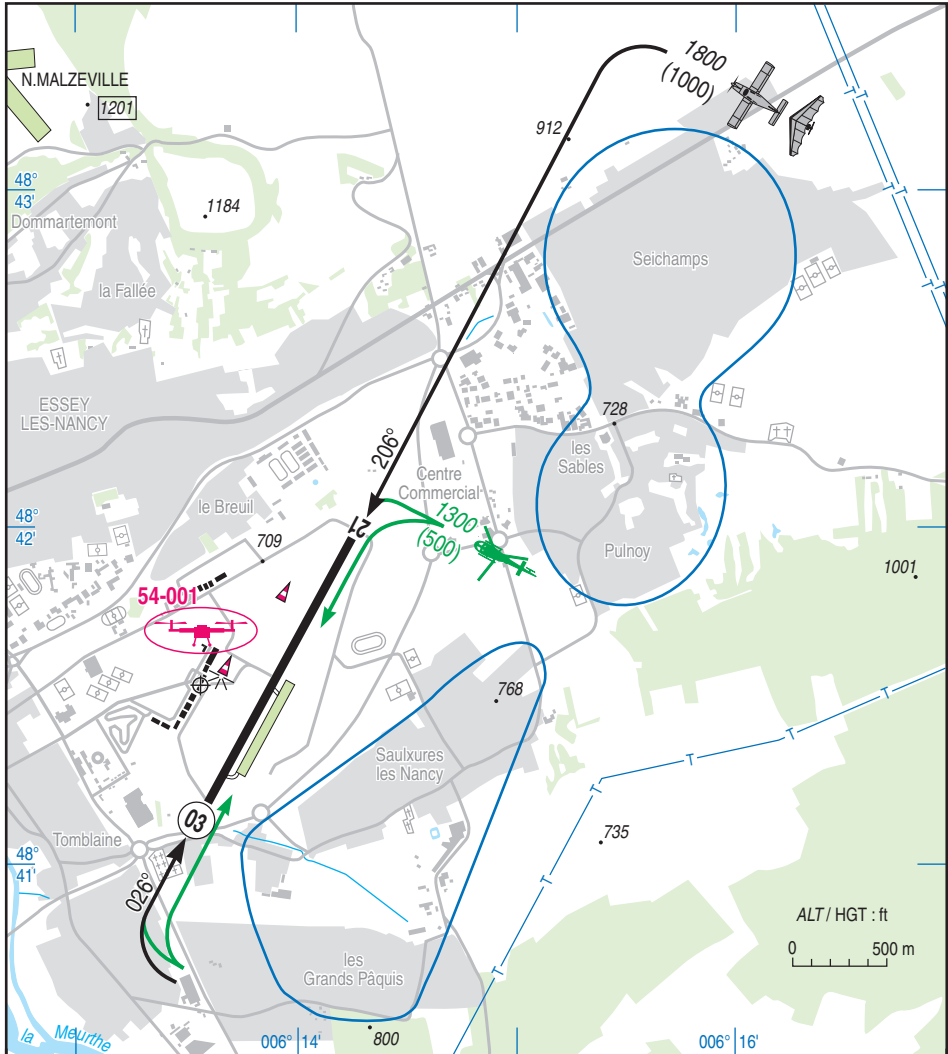 1800
(1000)
N.MALZEVILLE
1201
912
48°
43'
1184
Dommartemont
la Fallée
Seichamps
ESSEY
LES-NANCY
728
206°
les
Sables
Centre
Commercial
le Breuil
21
1300
(500)
48°
42'
709
Pulnoy
1001
54-001
768
Saulxures
les Nancy
03
Tomblaine
735
48°
41'
026°
ALT / HGT : ft
0 500 m
les
Grands Pâquis
la Meurthe
006° 14'
800
006° 16'
T
T
T
T
T
T
T
T
T